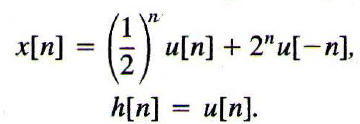 x[n] = (1/2)^n u[n] + 2^n u[-n],
h[n] = u[n].